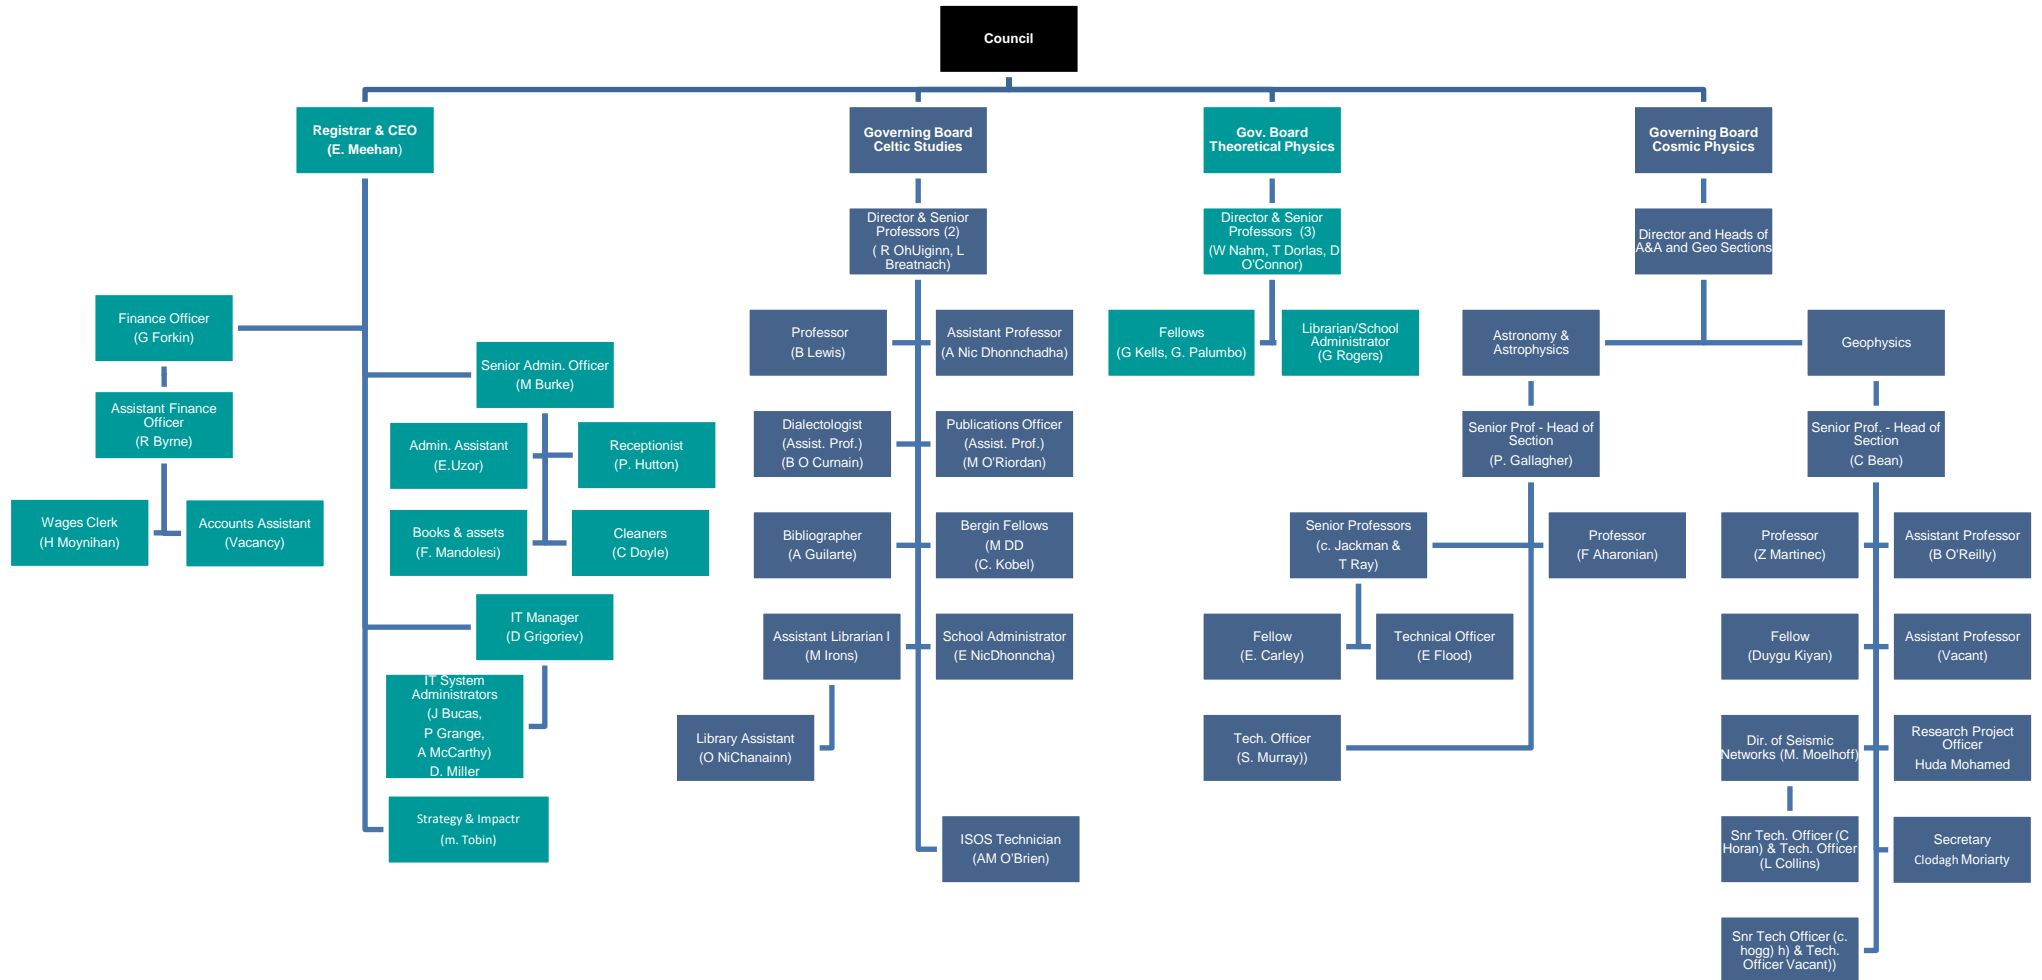 Council
Registrar & CEO
(E. Meehan)
Governing Board
Celtic Studies
Gov. Board
Theoretical Physics
Governing Board
Cosmic Physics
Director & Senior
Professors (2)
( R OhUiginn, L
Breatnach)
Director & Senior
Professors  (3)
(W Nahm, T Dorlas, D
O'Connor)
Director and Heads of
A&A and Geo Sections
Finance Officer
(G Forkin)
Senior Admin. Officer
(M Burke)
Assistant Finance
Officer
(R Byrne)
Admin. Assistant
(E.Uzor)
Receptionist
(P. Hutton)
Wages Clerk
(H Moynihan)
Accounts Assistant
(Vacancy)
Books & assets
(F. Mandolesi)
Cleaners
(C Doyle)
IT Manager
(D Grigoriev)
IT System
Administrators
(J Bucas,
P Grange,
A McCarthy)
D. Miller
Strategy & Impactr
(m. Tobin)
Professor
(B Lewis)
Assistant Professor
(A Nic Dhonnchadha)
Dialectologist
(Assist. Prof.)
(B O Curnain)
Publications Officer
(Assist. Prof.)
(M O'Riordan)
Bibliographer
(A Guilarte)
Bergin Fellows
(M DD
(C. Kobel)
Assistant Librarian I
(M Irons)
School Administrator
(E NicDhonncha)
Library Assistant
(O NiChanainn)
ISOS Technician
(AM O'Brien)
Fellows
(G Kells, G. Palumbo)
Librarian/School
Administrator
(G Rogers)
Astronomy &
Astrophysics
Geophysics
Senior Prof - Head of
Section
(P. Gallagher)
Senior Prof. - Head of
Section
(C Bean)
Senior Professors
(c. Jackman &
T Ray)
Professor
(F Aharonian)
Fellow
(E. Carley)
Technical Officer
(E Flood)
Tech. Officer
(S. Murray))
Professor
(Z Martinec)
Assistant Professor
(B O'Reilly)
Fellow
(Duygu Kiyan)
Assistant Professor
(Vacant)
Dir. of Seismic
Networks (M. Moelhoff)
Research Project
Officer
Huda Mohamed
Snr Tech. Officer (C
Horan) & Tech. Officer
(L Collins)
Secretary
Clodagh Moriarty
Snr Tech Officer (c.
hogg) h) & Tech.
Officer Vacant))